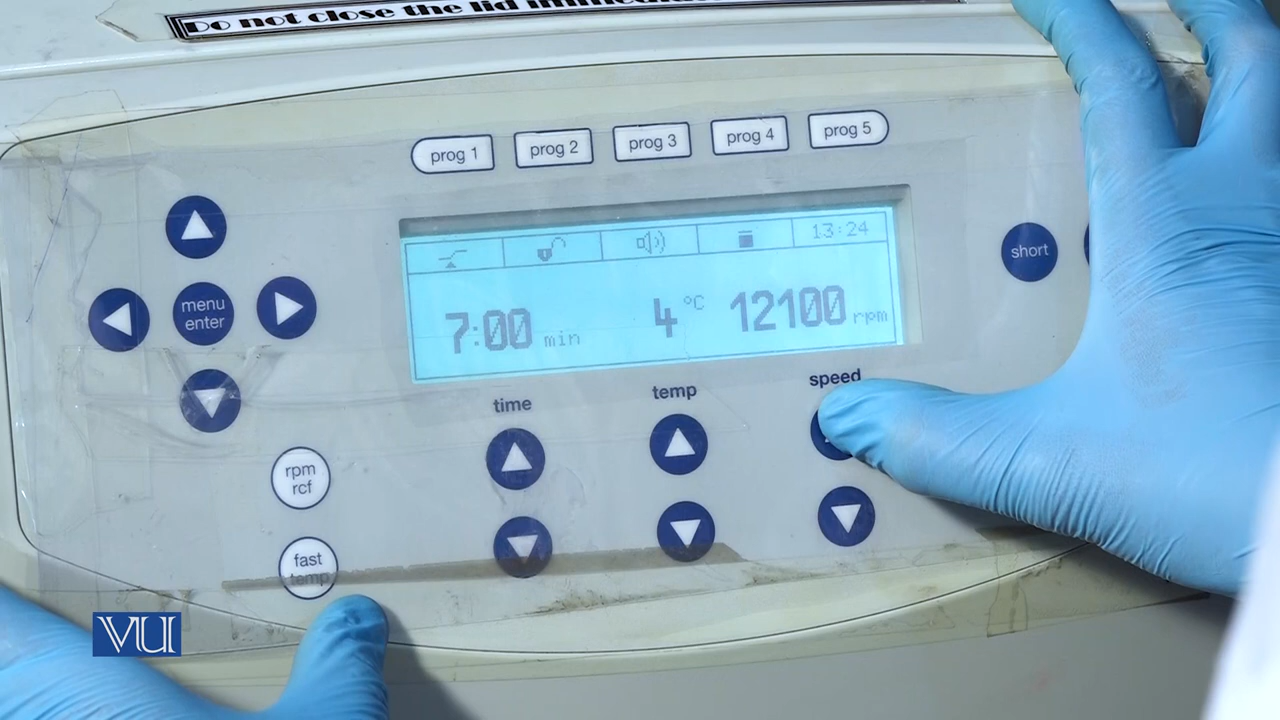 Do not close the lid
prog 1 prog 2 prog 3 prog 4 prog 5
13:24
short
menu
enter
7:00 min 4 °C 12100 rpm
time temp speed
rpm
rcf
fast
temp
VU